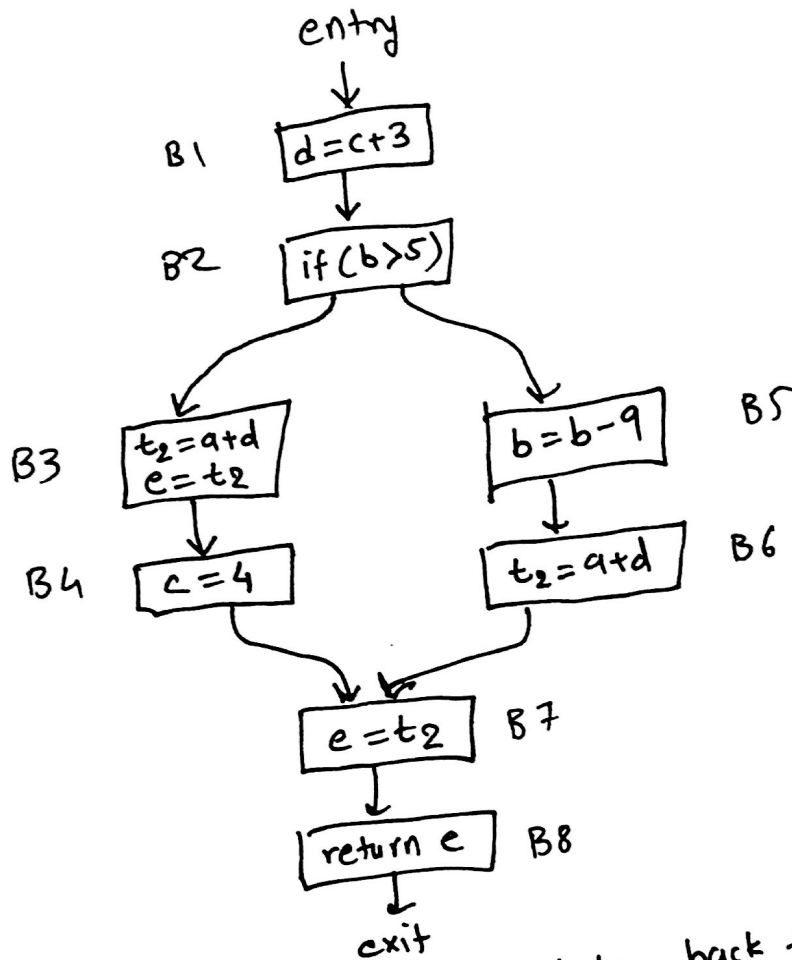 entry
B1 d=c+3
B2 if(b>5)
B3 t2=a+d
e=t2
b=b-9 B5
B4 c=4
t2=a+d B6
e=t2 B7
return e B8
exit
back